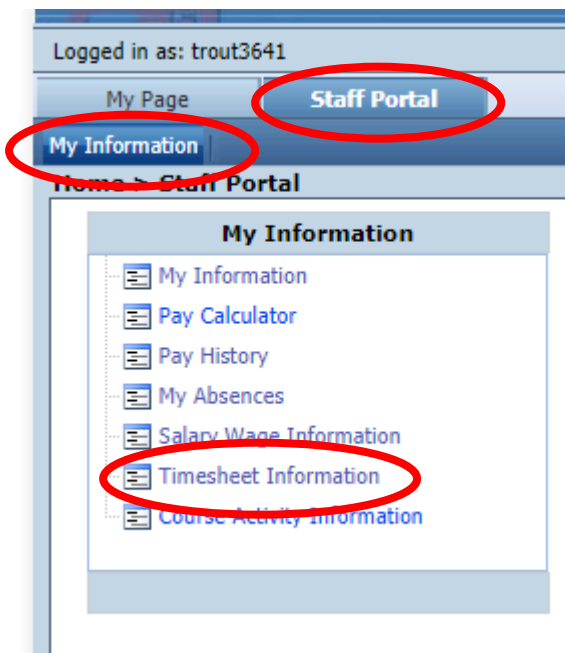 Logged in as: trout3641
My Page Staff Portal
My Information
Home > Staff Portal
My Information
My Information
Pay Calculator
Pay History
My Absences
Salary Wage Information
Timesheet Information
Course Activity Information